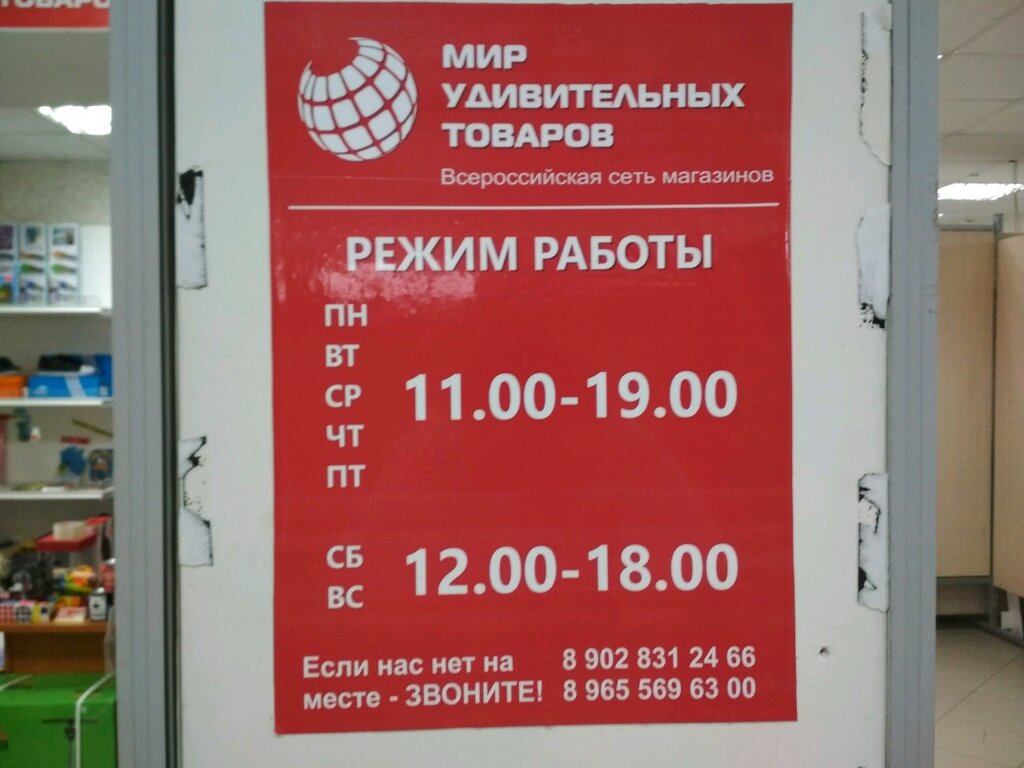 ТОВАРО
МИР
УДИВИТЕЛЬНЫХ
ТОВАРОВ
Всероссийская сеть магазинов
РЕЖИМ РАБОТЫ
ПН
ВТ
СР
ЧТ
ПТ
11.00-19.00
СБ
ВС
12.00-18.00
Если нас нет на
месте - ЗВОНИТЕ!
8 902 831 24 66
8 965 569 63 00